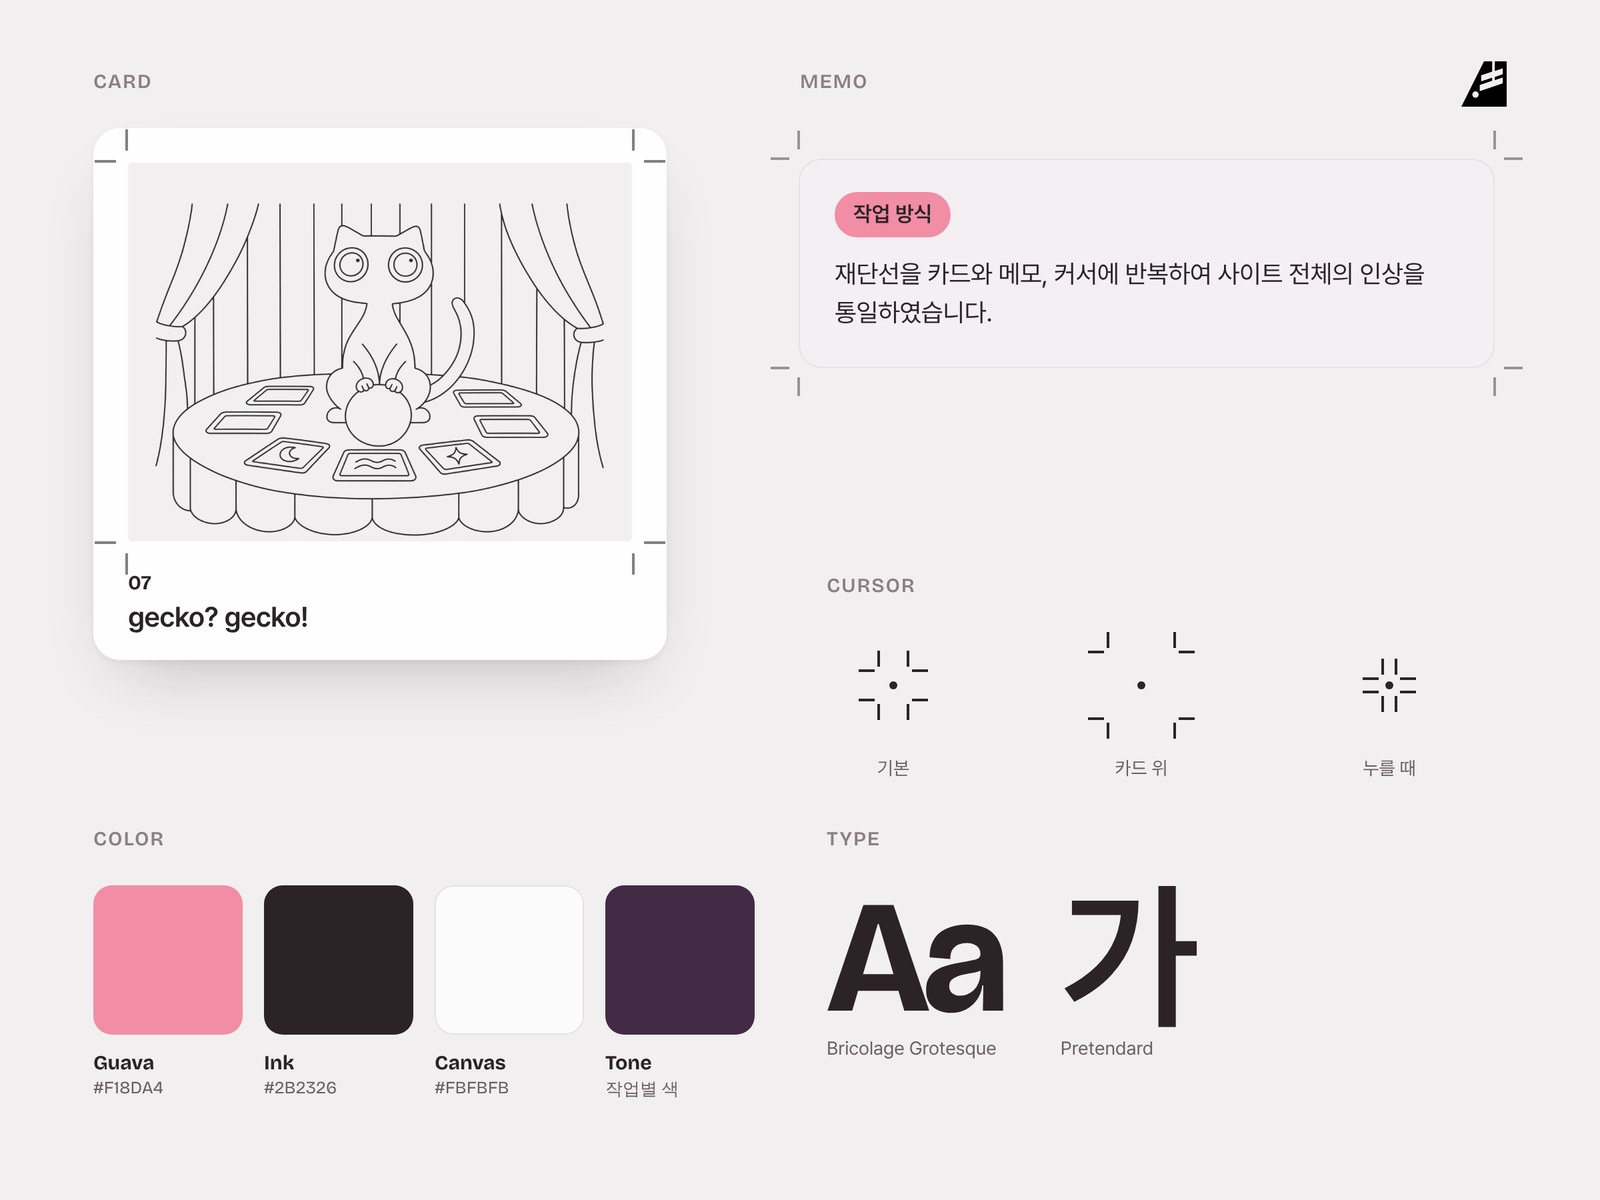 CARD
07
gecko? gecko!
MEMO
작업 방식
재단선을 카드와 메모, 커서에 반복하여 사이트 전체의 인상을
통일하였습니다.
CURSOR
기본
카드 위
누를 때
COLOR
Guava
#F18DA4
Ink
#2B2326
Canvas
#FBFBFB
Tone
작업별 색
TYPE
Aa
Bricolage Grotesque
가
Pretendard